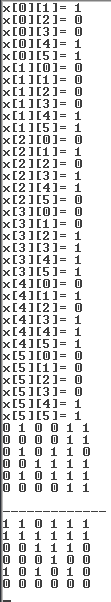 x[0][1]= 1
x[0][2]= 0
x[0][3]= 0
x[0][4]= 1
x[0][5]= 1
x[1][0]= 0
x[1][1]= 0
x[1][2]= 0
x[1][3]= 0
x[1][4]= 1
x[1][5]= 1
x[2][0]= 0
x[2][1]= 1
x[2][2]= 0
x[2][3]= 1
x[2][4]= 1
x[2][5]= 0
x[3][0]= 0
x[3][1]= 0
x[3][2]= 1
x[3][3]= 1
x[3][4]= 1
x[3][5]= 1
x[4][0]= 0
x[4][1]= 1
x[4][2]= 0
x[4][3]= 1
x[4][4]= 1
x[4][5]= 1
x[5][0]= 0
x[5][1]= 0
x[5][2]= 0
x[5][3]= 0
x[5][4]= 1
x[5][5]= 1
0 1 0 0 1 1
0 0 0 0 1 1
0 1 0 1 1 0
0 0 1 1 1 1
0 1 0 1 1 1
0 0 0 0 1 1
-------------
1 1 0 1 1 1
1 1 1 0 1 1
0 0 1 1 1 0
0 0 0 1 0 0
1 0 1 0 1 0
0 0 0 0 0 0